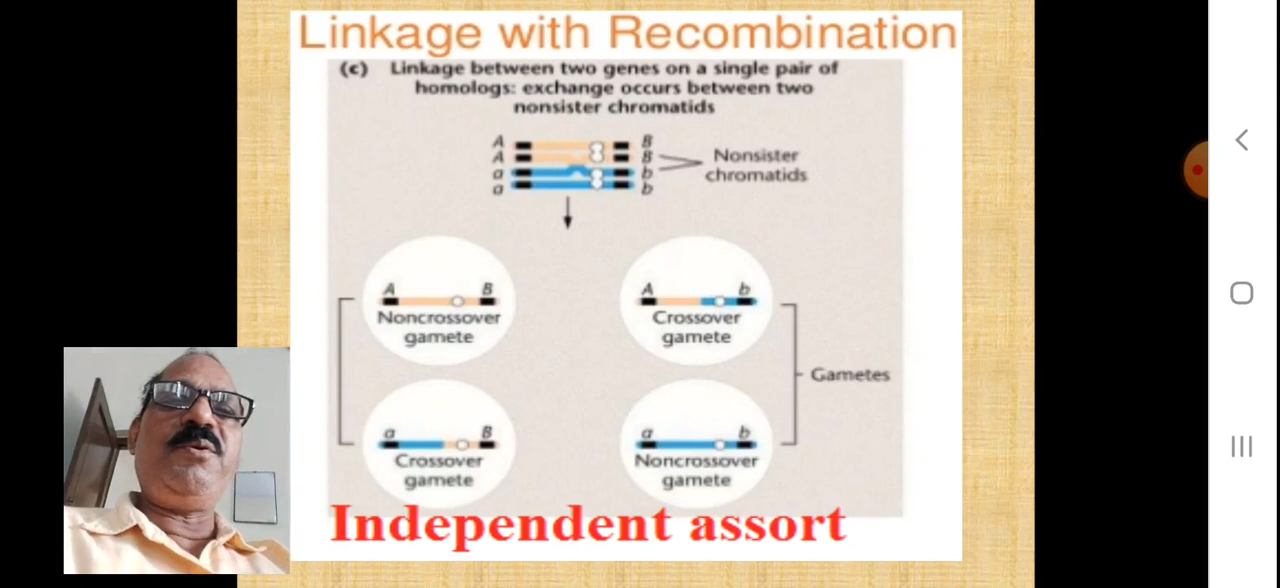 Linkage with Recombination
(c) Linkage between two genes on a single pair of
homologs: exchange occurs between two
nonsister chromatids
A B
A B
a b
a b
Nonsister
chromatids
A B
Noncrossover
gamete
A b
Crossover
gamete
Gametes
a B
Crossover
gamete
a b
Noncrossover
gamete
Independent assort